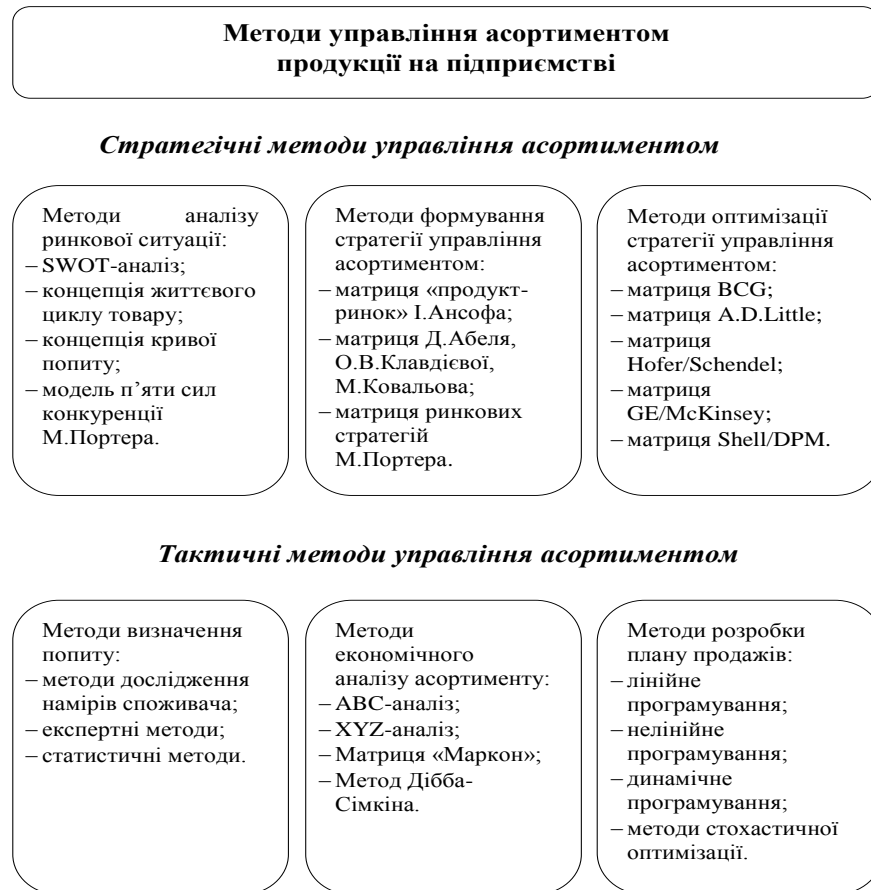 Методи управління асортиментом
продукції на підприємстві
Стратегічні методи управління асортиментом
Методи аналізу
ринкової ситуації:
– SWOT-аналіз;
– концепція життєвого
циклу товару;
– концепція кривої
попиту;
– модель п’яти сил
конкуренції
М.Портера.
Методи формування
стратегії управління
асортиментом:
– матриця «продукт-
ринок» І.Ансофа;
– матриця Д.Абеля,
О.В.Клавдієвої,
М.Ковальова;
– матриця ринкових
стратегій
М.Портера.
Методи оптимізації
стратегії управління
асортиментом:
– матриця BCG;
– матриця A.D.Little;
– матриця
Hofer/Schendel;
– матриця
GE/McKinsey;
– матриця Shell/DPM.
Тактичні методи управління асортиментом
Методи визначення
попиту:
– методи дослідження
намірів споживача;
– експертні методи;
– статистичні методи.
Методи
економічного
аналізу асортименту:
– АВС-аналіз;
– XYZ-аналіз;
– Матриця «Маркон»;
– Метод Дібба-
Сімкіна.
Методи розробки
плану продажів:
– лінійне
програмування;
– нелінійне
програмування;
– динамічне
програмування;
– методи стохастичної
оптимізації.